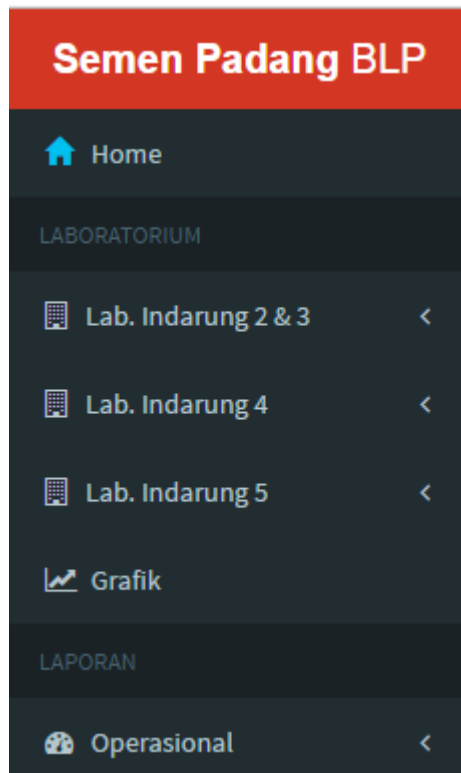 Semen Padang BLP
Home
LABORATORIUM
Lab. Indarung 2 & 3
Lab. Indarung 4
Lab. Indarung 5
Grafik
LAPORAN
Operasional